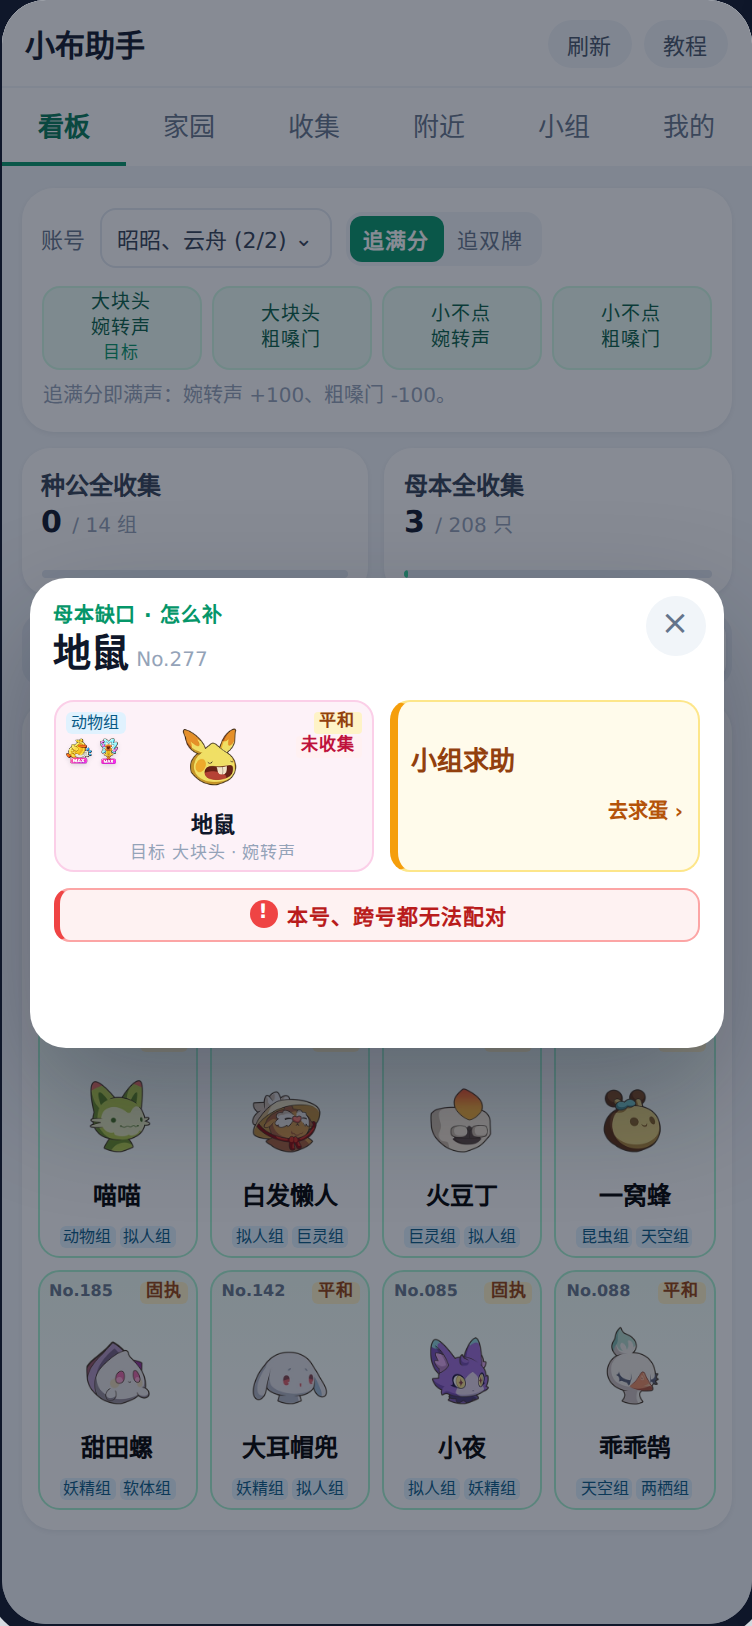 小布助手
刷新
教程
看板
家园
收集
附近
小组
我的
账号
昭昭、云舟 (2/2)
追满分
追双牌
大块头
婉转声
目标
大块头
粗嗓门
小不点
婉转声
小不点
粗嗓门
追满分即满声：婉转声 +100、粗嗓门 -100。
种公全收集
0 / 14 组
母本全收集
3 / 208 只
母本缺口 · 怎么补
地鼠 No.277
×
动物组
平和
未收集
MAX
MAX
地鼠
目标 大块头 · 婉转声
小组求助
去求蛋 ›
! 本号、跨号都无法配对
喵喵
动物组 拟人组
白发懒人
拟人组 巨灵组
火豆丁
巨灵组 拟人组
一窝蜂
昆虫组 天空组
No.185 固执
甜田螺
妖精组 软体组
No.142 平和
大耳帽兜
妖精组 拟人组
No.085 固执
小夜
拟人组 妖精组
No.088 平和
乖乖鹄
天空组 两栖组